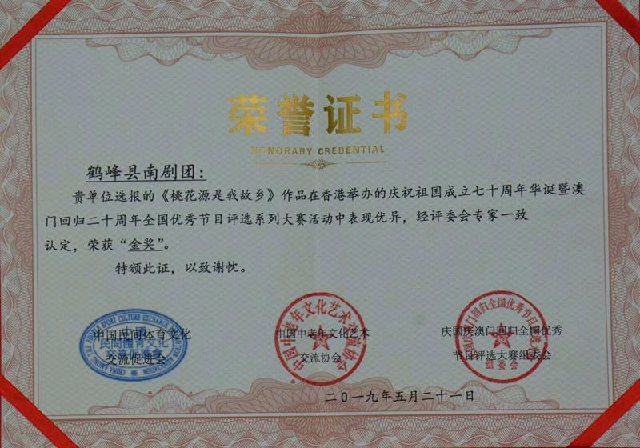 荣誉证书
HONORARY CREDENTIAL
鹤峰县南剧团：
贵单位选报的《桃花源是我故乡》作品在香港举办的庆祝祖国成立七十周年华诞暨澳
门回归二十周年全国优秀节目评选系列大赛活动中表现优异，经评委会专家一致
认定，荣获“金奖”。
特颁此证，以致谢忱。
中国民间体育文化
交流促进会
中国中老年文化艺术
交流协会
庆国庆澳门回归全国优秀
节目评选大赛组委会
二〇一九年五月二十一日